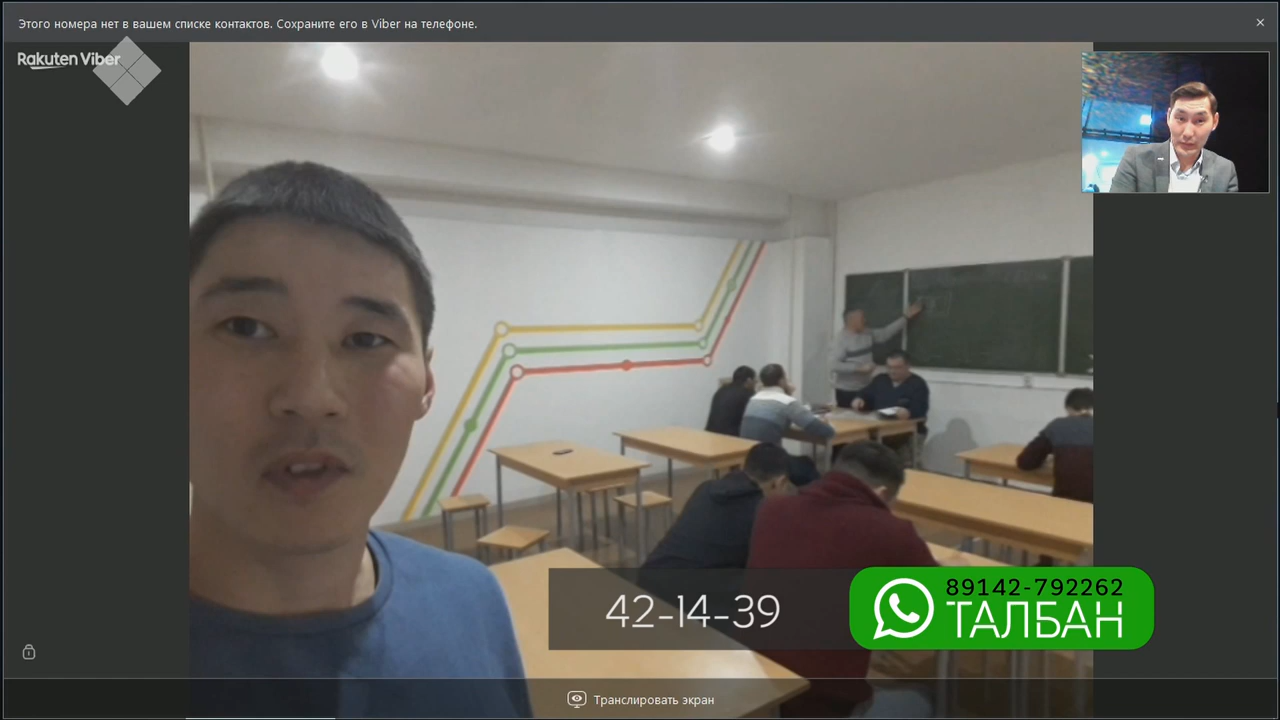 Этого номера нет в вашем списке контактов. Сохраните его в Viber на телефоне.
Rakuten Viber
42-14-39
89142-792262
ТАЛБАН
Транслировать экран